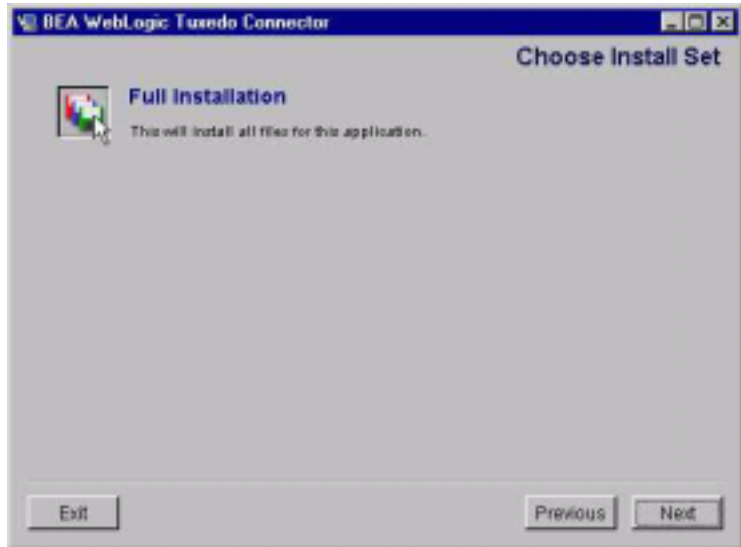 BEA WebLogic Tuxedo Connector
Choose Install Set
Full Installation
This will install all files for this application.
Exit
Previous
Next